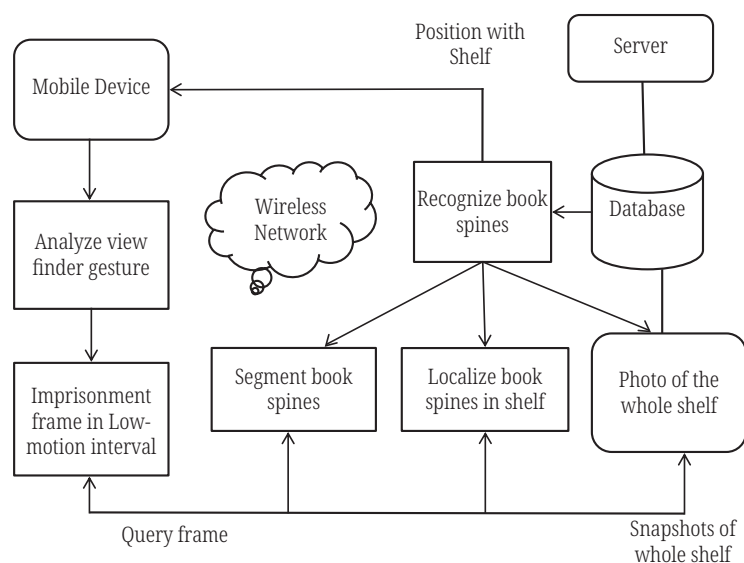 Position with
Shelf
Server
Mobile Device
Wireless
Network
Recognize book
spines
Database
Analyze view
finder gesture
Imprisonment
frame in Low-
motion interval
Segment book
spines
Localize book
spines in shelf
Photo of the
whole shelf
Query frame
Snapshots of
whole shelf